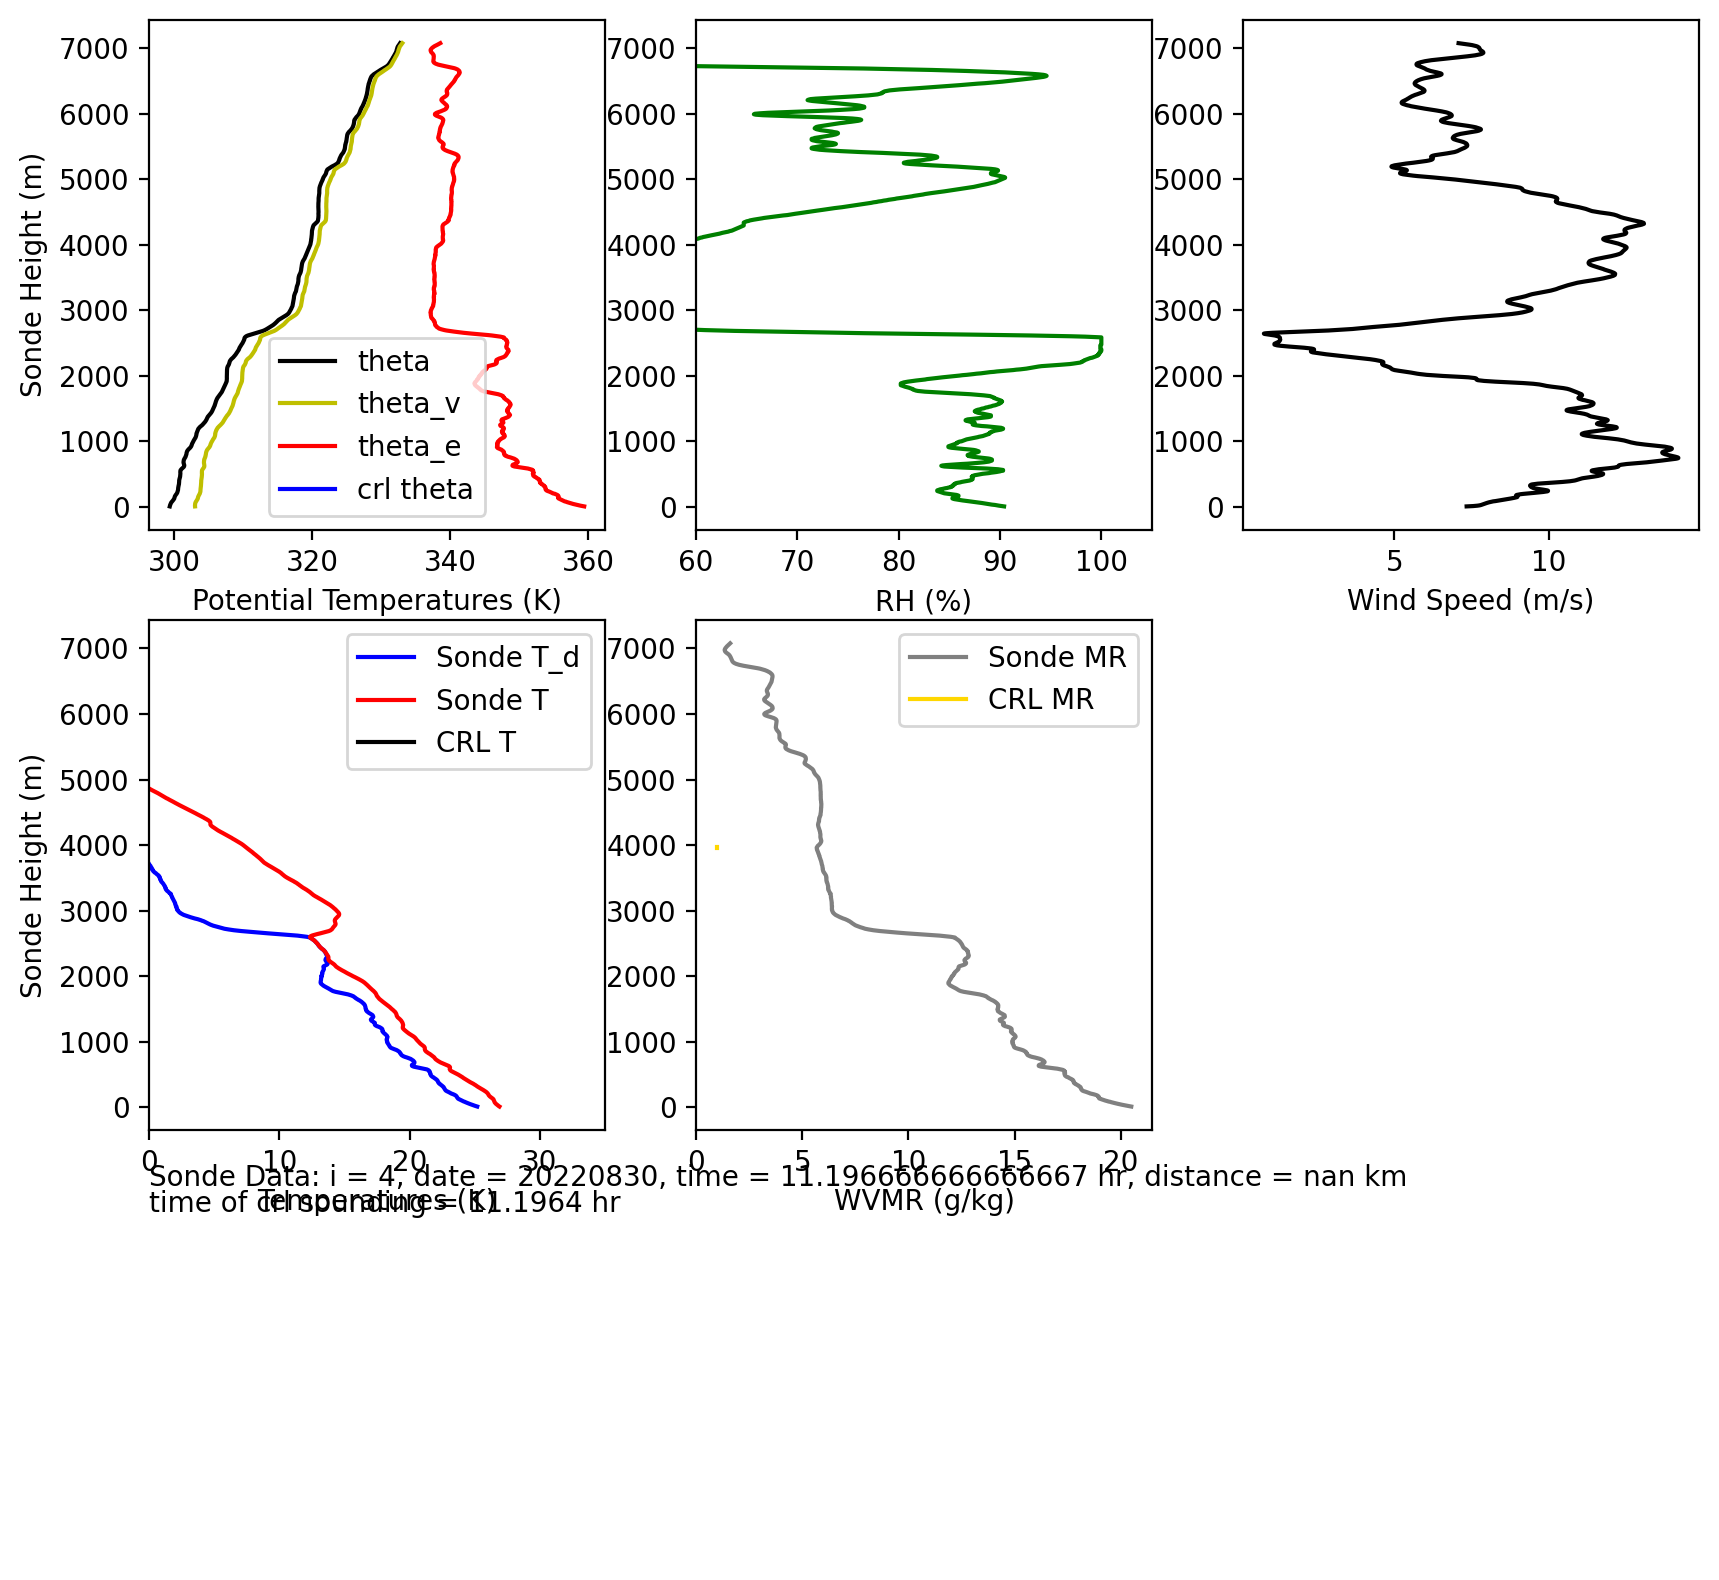 7000
6000
5000
4000
3000
2000
1000
0
Sonde Height (m)
theta
theta_v
theta_e
crl theta
300 320 340 360
Potential Temperatures (K)
7000
6000
5000
4000
3000
2000
1000
0
60 70 80 90 100
RH (%)
7000
6000
5000
4000
3000
2000
1000
0
5 10
Wind Speed (m/s)
7000
6000
5000
4000
3000
2000
1000
0
Sonde Height (m)
Sonde T_d
Sonde T
CRL T
0 10 20 30
Temperatures (K)
7000
6000
5000
4000
3000
2000
1000
0
Sonde MR
CRL MR
0 5 10 15 20
WVMR (g/kg)
Sonde Data: i = 4, date = 20220830, time = 11.196666666666667 hr, distance = nan km
time of crl sounding = 11.1964 hr